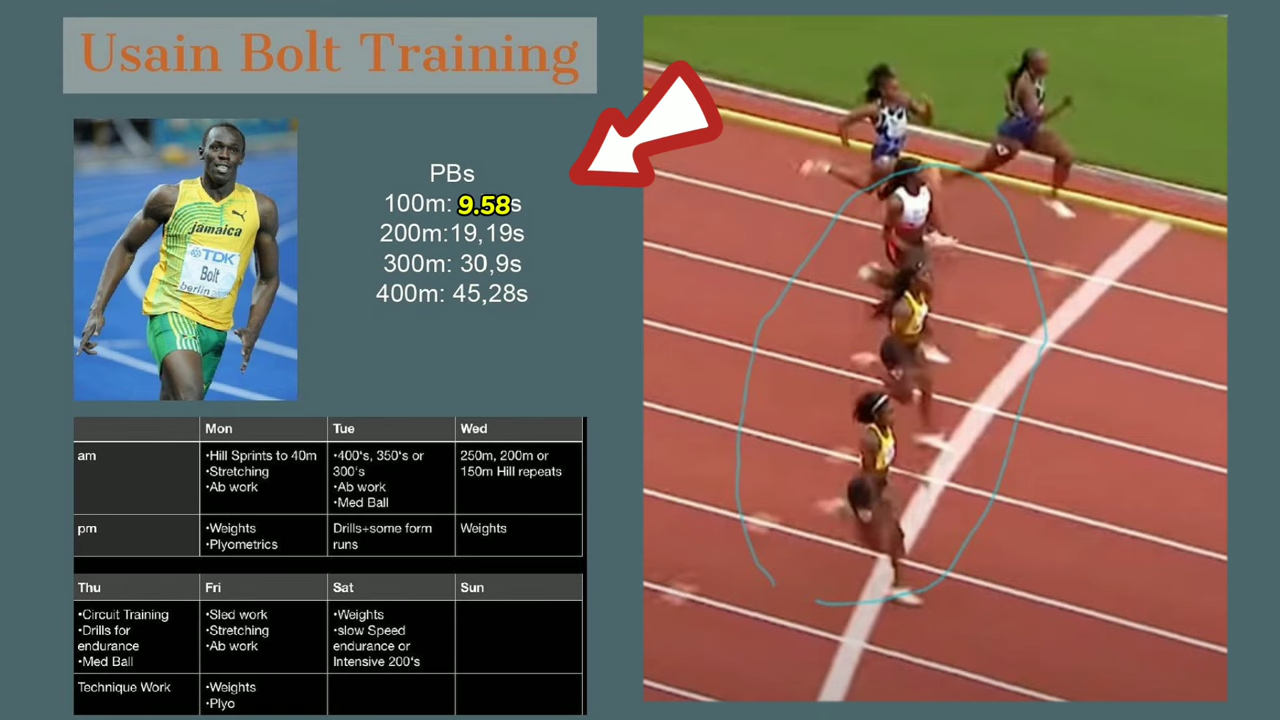 Usain Bolt Training
PBs
100m: 9.58s
200m:19,19s
300m: 30,9s
400m: 45,28s
jamaica
TDK
Bolt
berlin
Mon
Tue
Wed
am
•Hill Sprints to 40m
•Stretching
•Ab work
•400's, 350's or
300's
•Ab work
•Med Ball
250m, 200m or
150m Hill repeats
pm
•Weights
•Plyometrics
Drills+some form
runs
Weights
Thu
Fri
Sat
Sun
•Circuit Training
•Drills for
endurance
•Med Ball
•Sled work
•Stretching
•Ab work
•Weights
•slow Speed
endurance or
Intensive 200's
Technique Work
•Weights
•Plyo